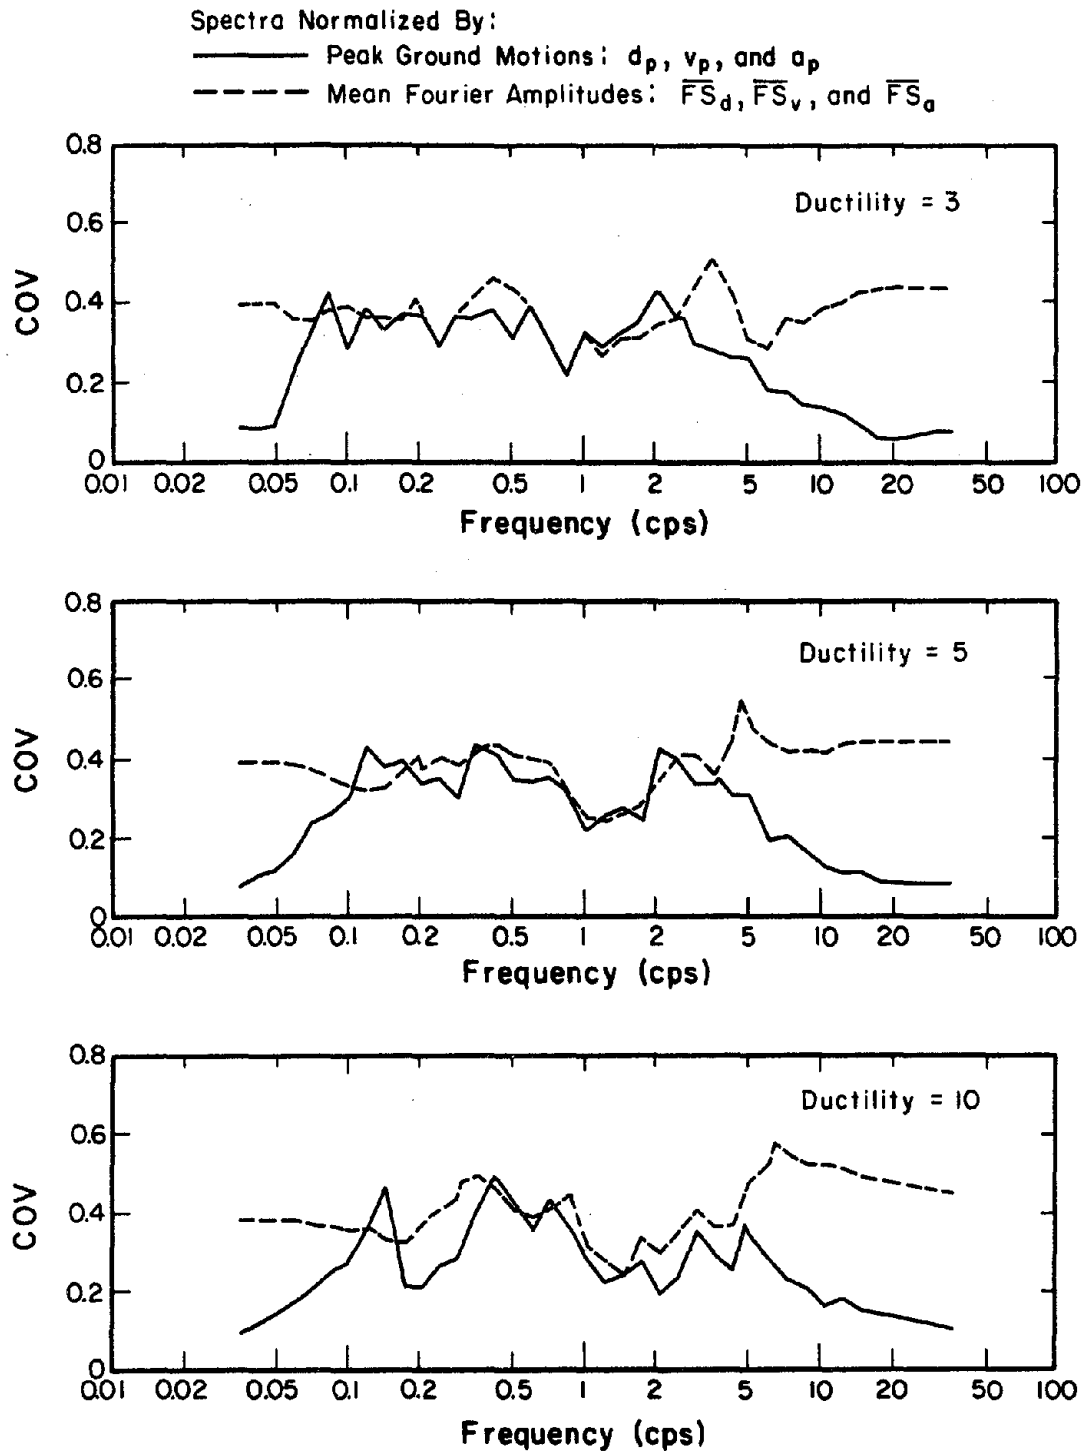 Spectra Normalized By:
Peak Ground Motions: dp, vp, and ap
Mean Fourier Amplitudes: F̅S̅d, F̅S̅v, and F̅S̅a
0.8
0.6
0.4
0.2
0
COV
Ductility = 3
0.01 0.02 0.05 0.1 0.2 0.5 1 2 5 10 20 50 100
Frequency (cps)
0.8
0.6
0.4
0.2
0
COV
Ductility = 5
0.01 0.02 0.05 0.1 0.2 0.5 1 2 5 10 20 50 100
Frequency (cps)
0.8
0.6
0.4
0.2
0
COV
Ductility = 10
0.01 0.02 0.05 0.1 0.2 0.5 1 2 5 10 20 50 100
Frequency (cps)